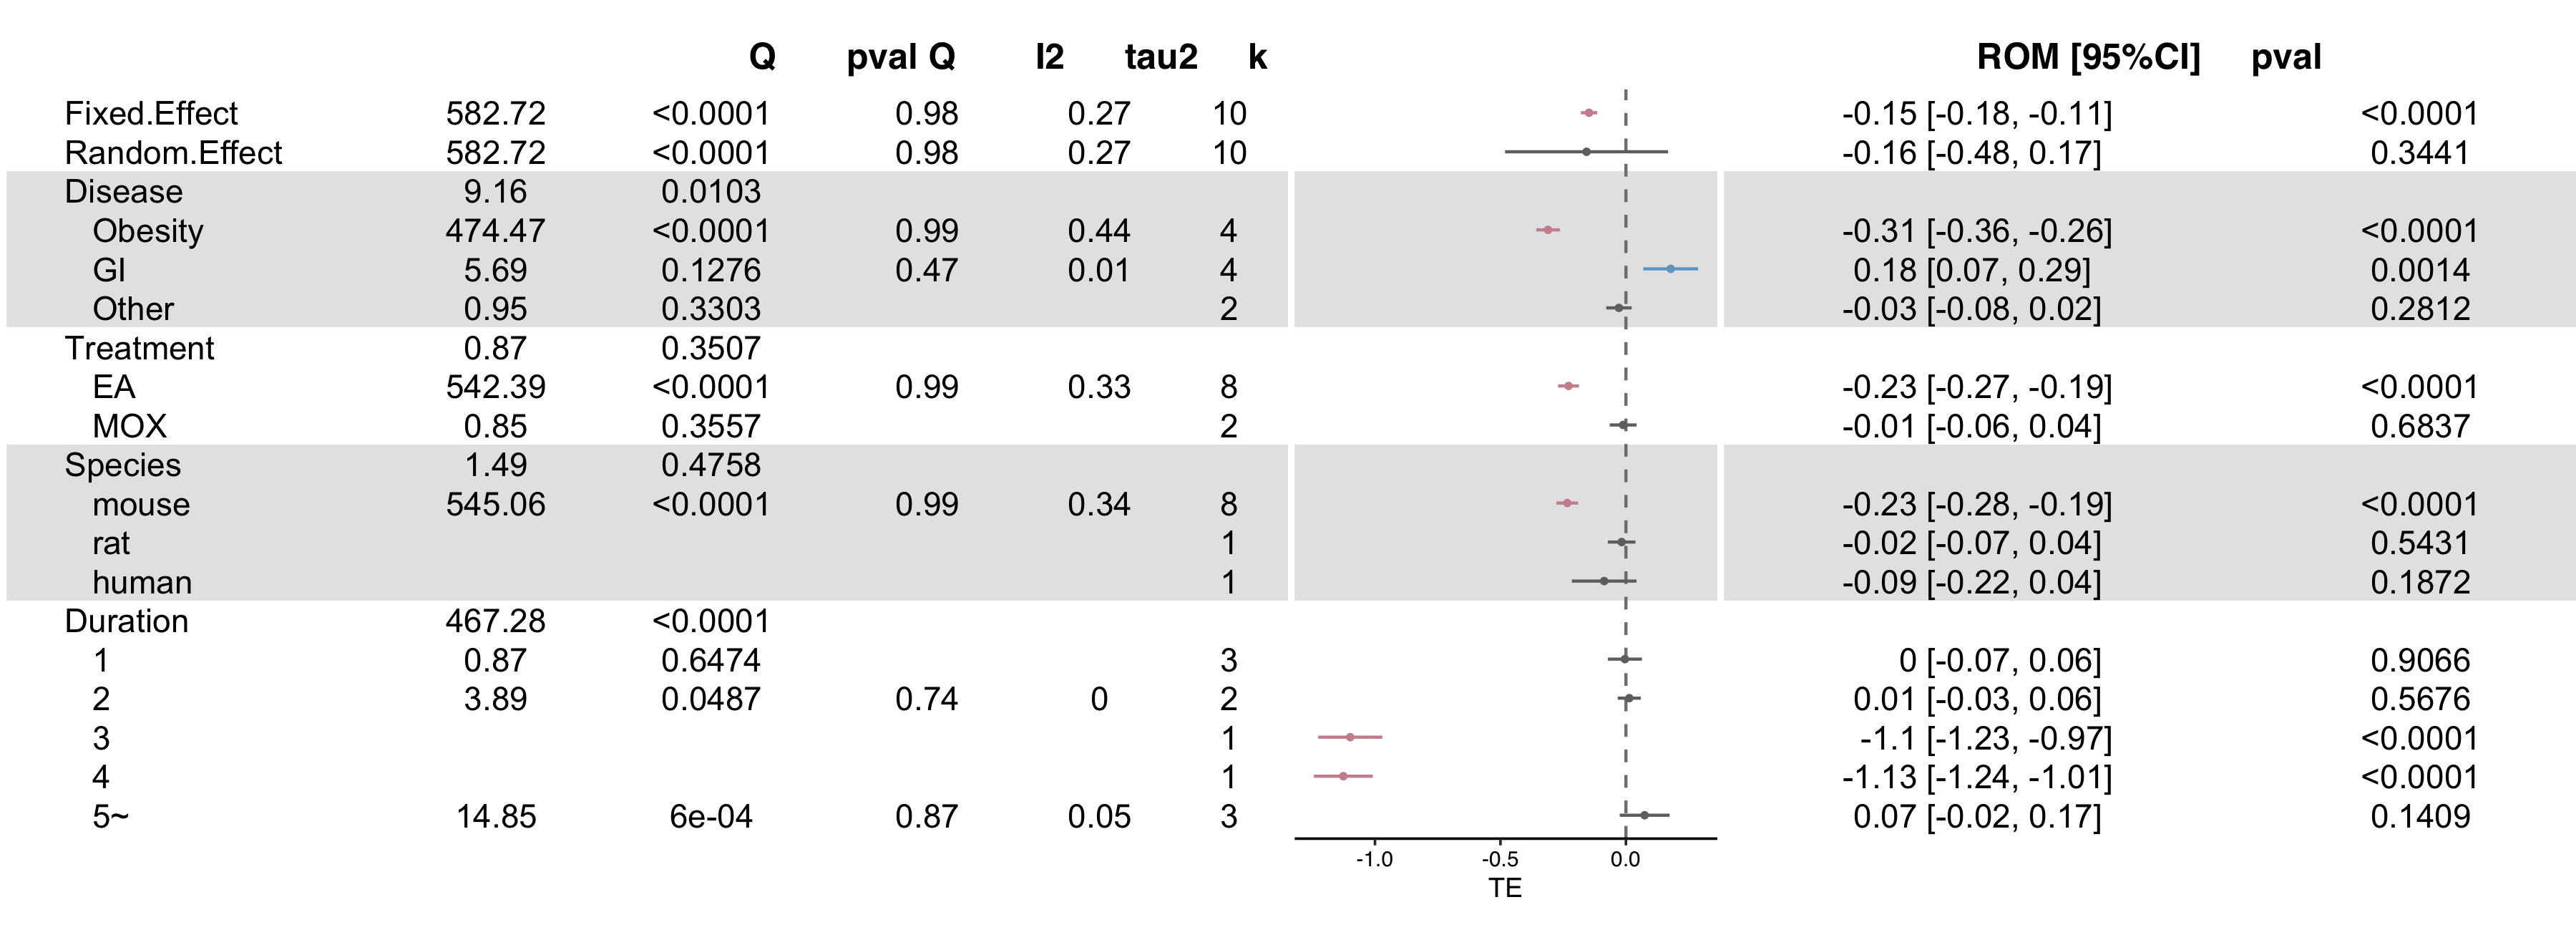 Q pval Q I2 tau2 k ROM [95%CI] pval
Fixed.Effect 582.72 <0.0001 0.98 0.27 10 -0.15 [-0.18, -0.11] <0.0001
Random.Effect 582.72 <0.0001 0.98 0.27 10 -0.16 [-0.48, 0.17] 0.3441
Disease 9.16 0.0103
Obesity 474.47 <0.0001 0.99 0.44 4 -0.31 [-0.36, -0.26] <0.0001
GI 5.69 0.1276 0.47 0.01 4 0.18 [0.07, 0.29] 0.0014
Other 0.95 0.3303 2 -0.03 [-0.08, 0.02] 0.2812
Treatment 0.87 0.3507
EA 542.39 <0.0001 0.99 0.33 8 -0.23 [-0.27, -0.19] <0.0001
MOX 0.85 0.3557 2 -0.01 [-0.06, 0.04] 0.6837
Species 1.49 0.4758
mouse 545.06 <0.0001 0.99 0.34 8 -0.23 [-0.28, -0.19] <0.0001
rat 1 -0.02 [-0.07, 0.04] 0.5431
human 1 -0.09 [-0.22, 0.04] 0.1872
Duration 467.28 <0.0001
1 0.87 0.6474 3 0 [-0.07, 0.06] 0.9066
2 3.89 0.0487 0.74 0 2 0.01 [-0.03, 0.06] 0.5676
3 1 -1.1 [-1.23, -0.97] <0.0001
4 1 -1.13 [-1.24, -1.01] <0.0001
5~ 14.85 6e-04 0.87 0.05 3 0.07 [-0.02, 0.17] 0.1409
-1.0 -0.5 0.0
TE